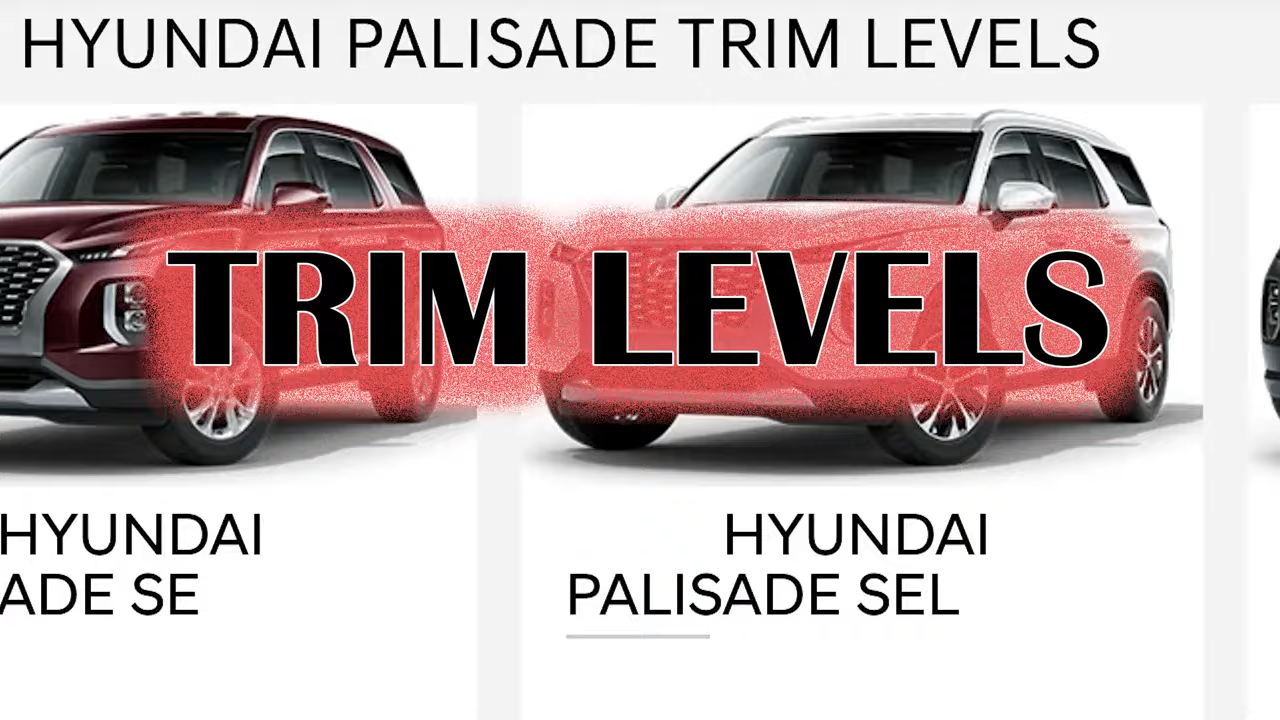 HYUNDAI PALISADE TRIM LEVELS
TRIM LEVELS
HYUNDAI
ADE SE
HYUNDAI
PALISADE SEL